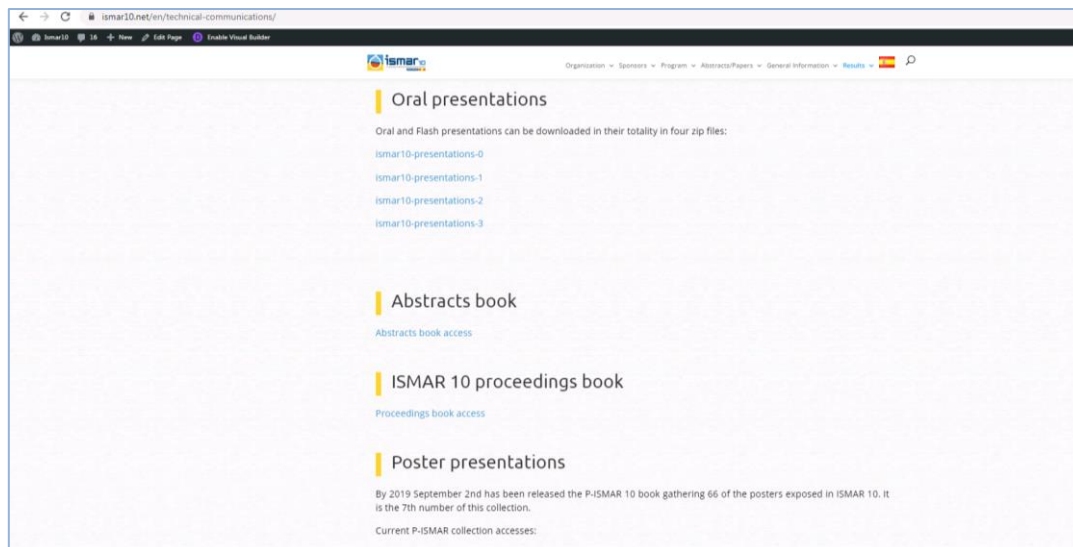 ismar10.net/en/technical-communications/
Ismar10 16 New Edit Page Enable Visual Builder
ismar10
Organization Sponsors Program Abstracts/Papers General Information Results
Oral presentations
Oral and Flash presentations can be downloaded in their totality in four zip files:
ismar10-presentations-0
ismar10-presentations-1
ismar10-presentations-2
ismar10-presentations-3
Abstracts book
Abstracts book access
ISMAR 10 proceedings book
Proceedings book access
Poster presentations
By 2019 September 2nd has been released the P-ISMAR 10 book gathering 66 of the posters exposed in ISMAR 10. It
is the 7th number of this collection.
Current P-ISMAR collection accesses: